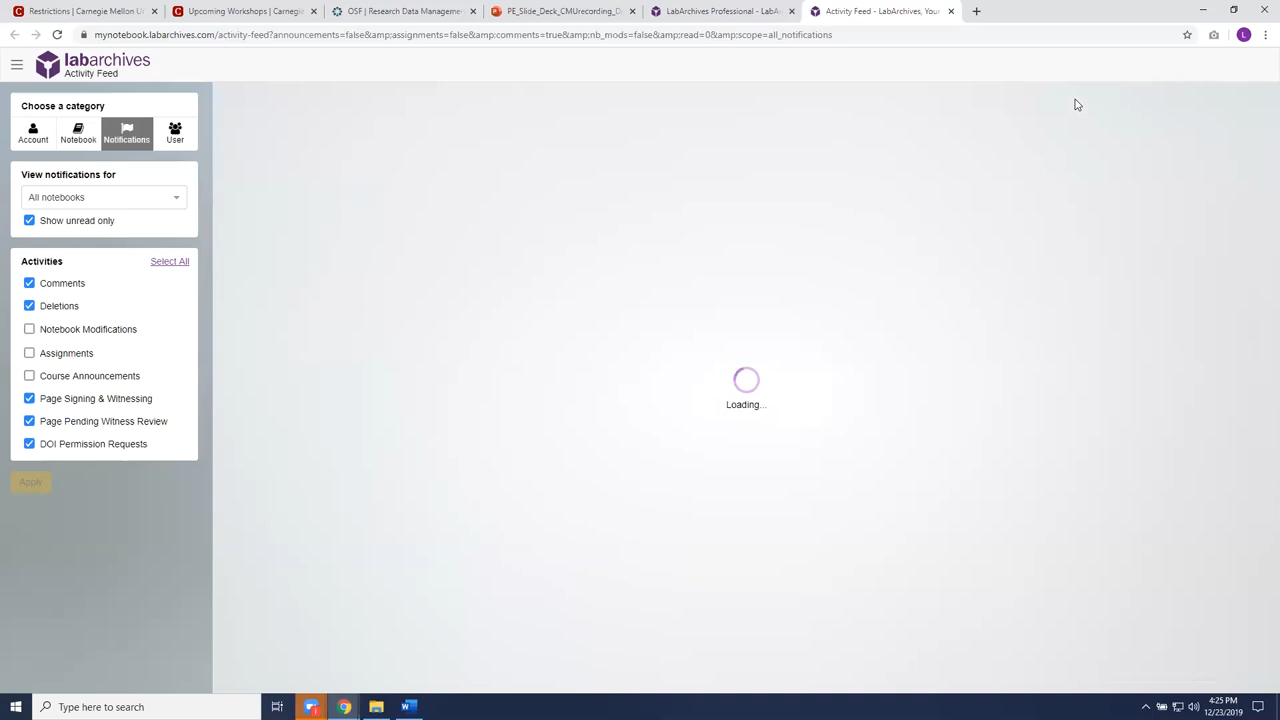 Restrictions | Carnegie Mellon Un
Upcoming Workshops | Carnegie
OSF | Research Data Manageme
PE_Slide_Deck_CMUrecording_D
LabArchives Professional - LabAr
Activity Feed - LabArchives, Your
mynotebook.labarchives.com/activity-feed?announcements=false&amp;assignments=false&amp;comments=true&amp;nb_mods=false&amp;read=0&amp;scope=all_notifications
L
labarchives
Activity Feed
Choose a category
Account
Notebook
Notifications
User
View notifications for
All notebooks
Show unread only
Activities
Select All
Comments
Deletions
Notebook Modifications
Assignments
Course Announcements
Page Signing & Witnessing
Page Pending Witness Review
DOI Permission Requests
Apply
Loading...
Type here to search
4:25 PM
12/23/2019